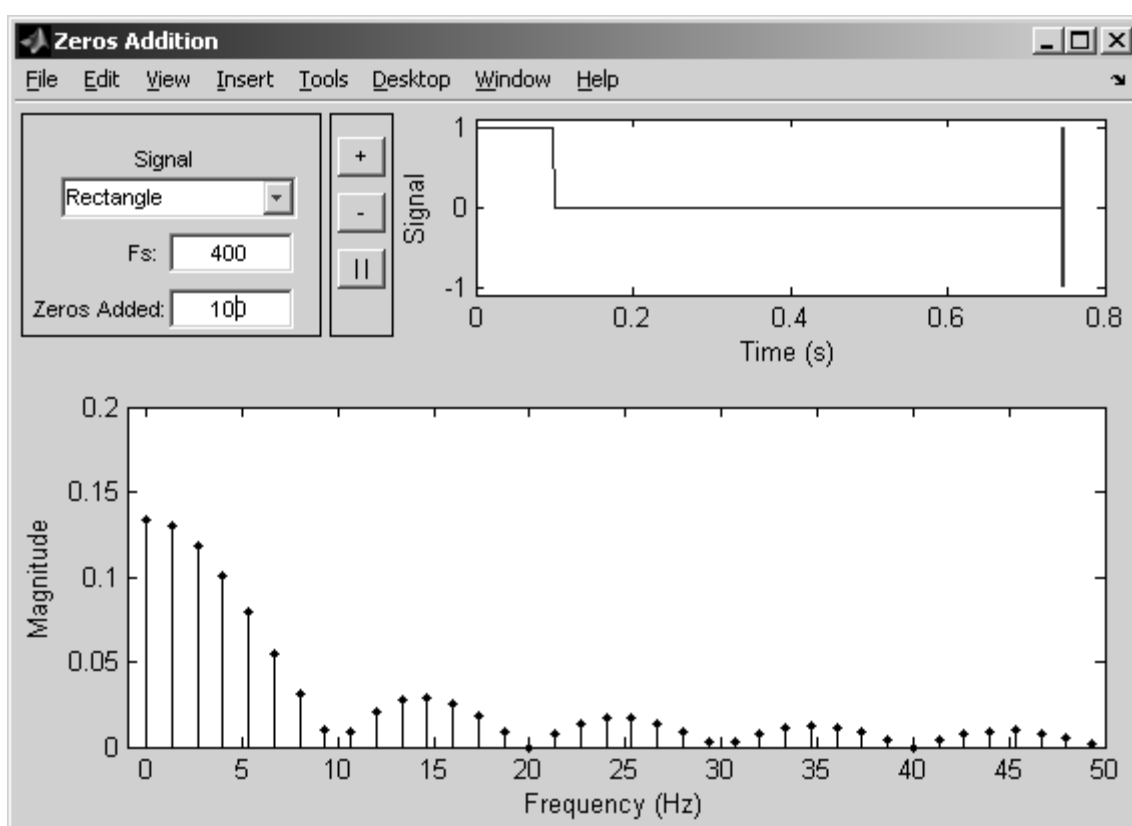 Zeros Addition
File Edit View Insert Tools Desktop Window Help
Signal
Rectangle
Fs: 400
Zeros Added: 100
+
-
||
Signal
1
0
-1
0 0.2 0.4 0.6 0.8
Time (s)
Magnitude
0.2
0.15
0.1
0.05
0
0 5 10 15 20 25 30 35 40 45 50
Frequency (Hz)